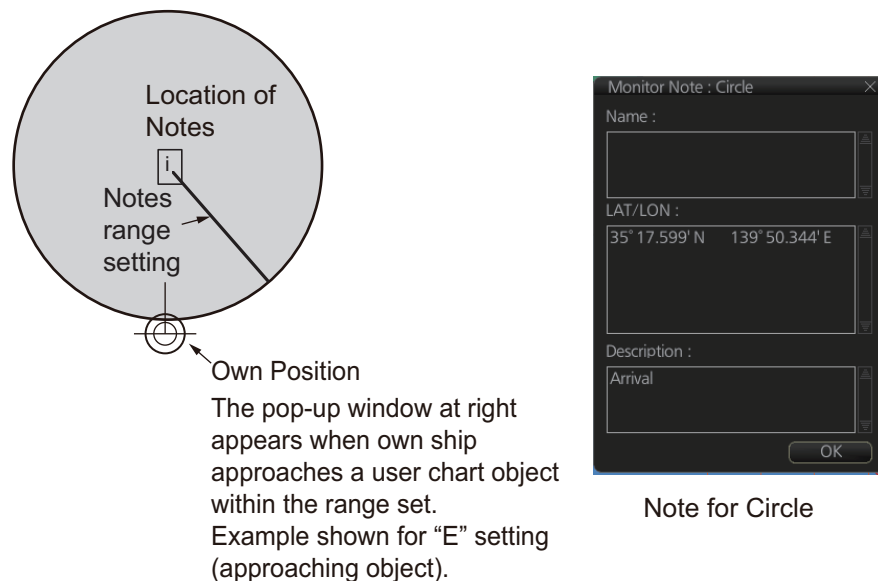 Location of
Notes
i
Notes
range
setting
Own Position
The pop-up window at right
appears when own ship
approaches a user chart object
within the range set.
Example shown for “E” setting
(approaching object).
Monitor Note : Circle
Name :
LAT/LON :
35° 17.599' N 139° 50.344' E
Description :
Arrival
OK
Note for Circle